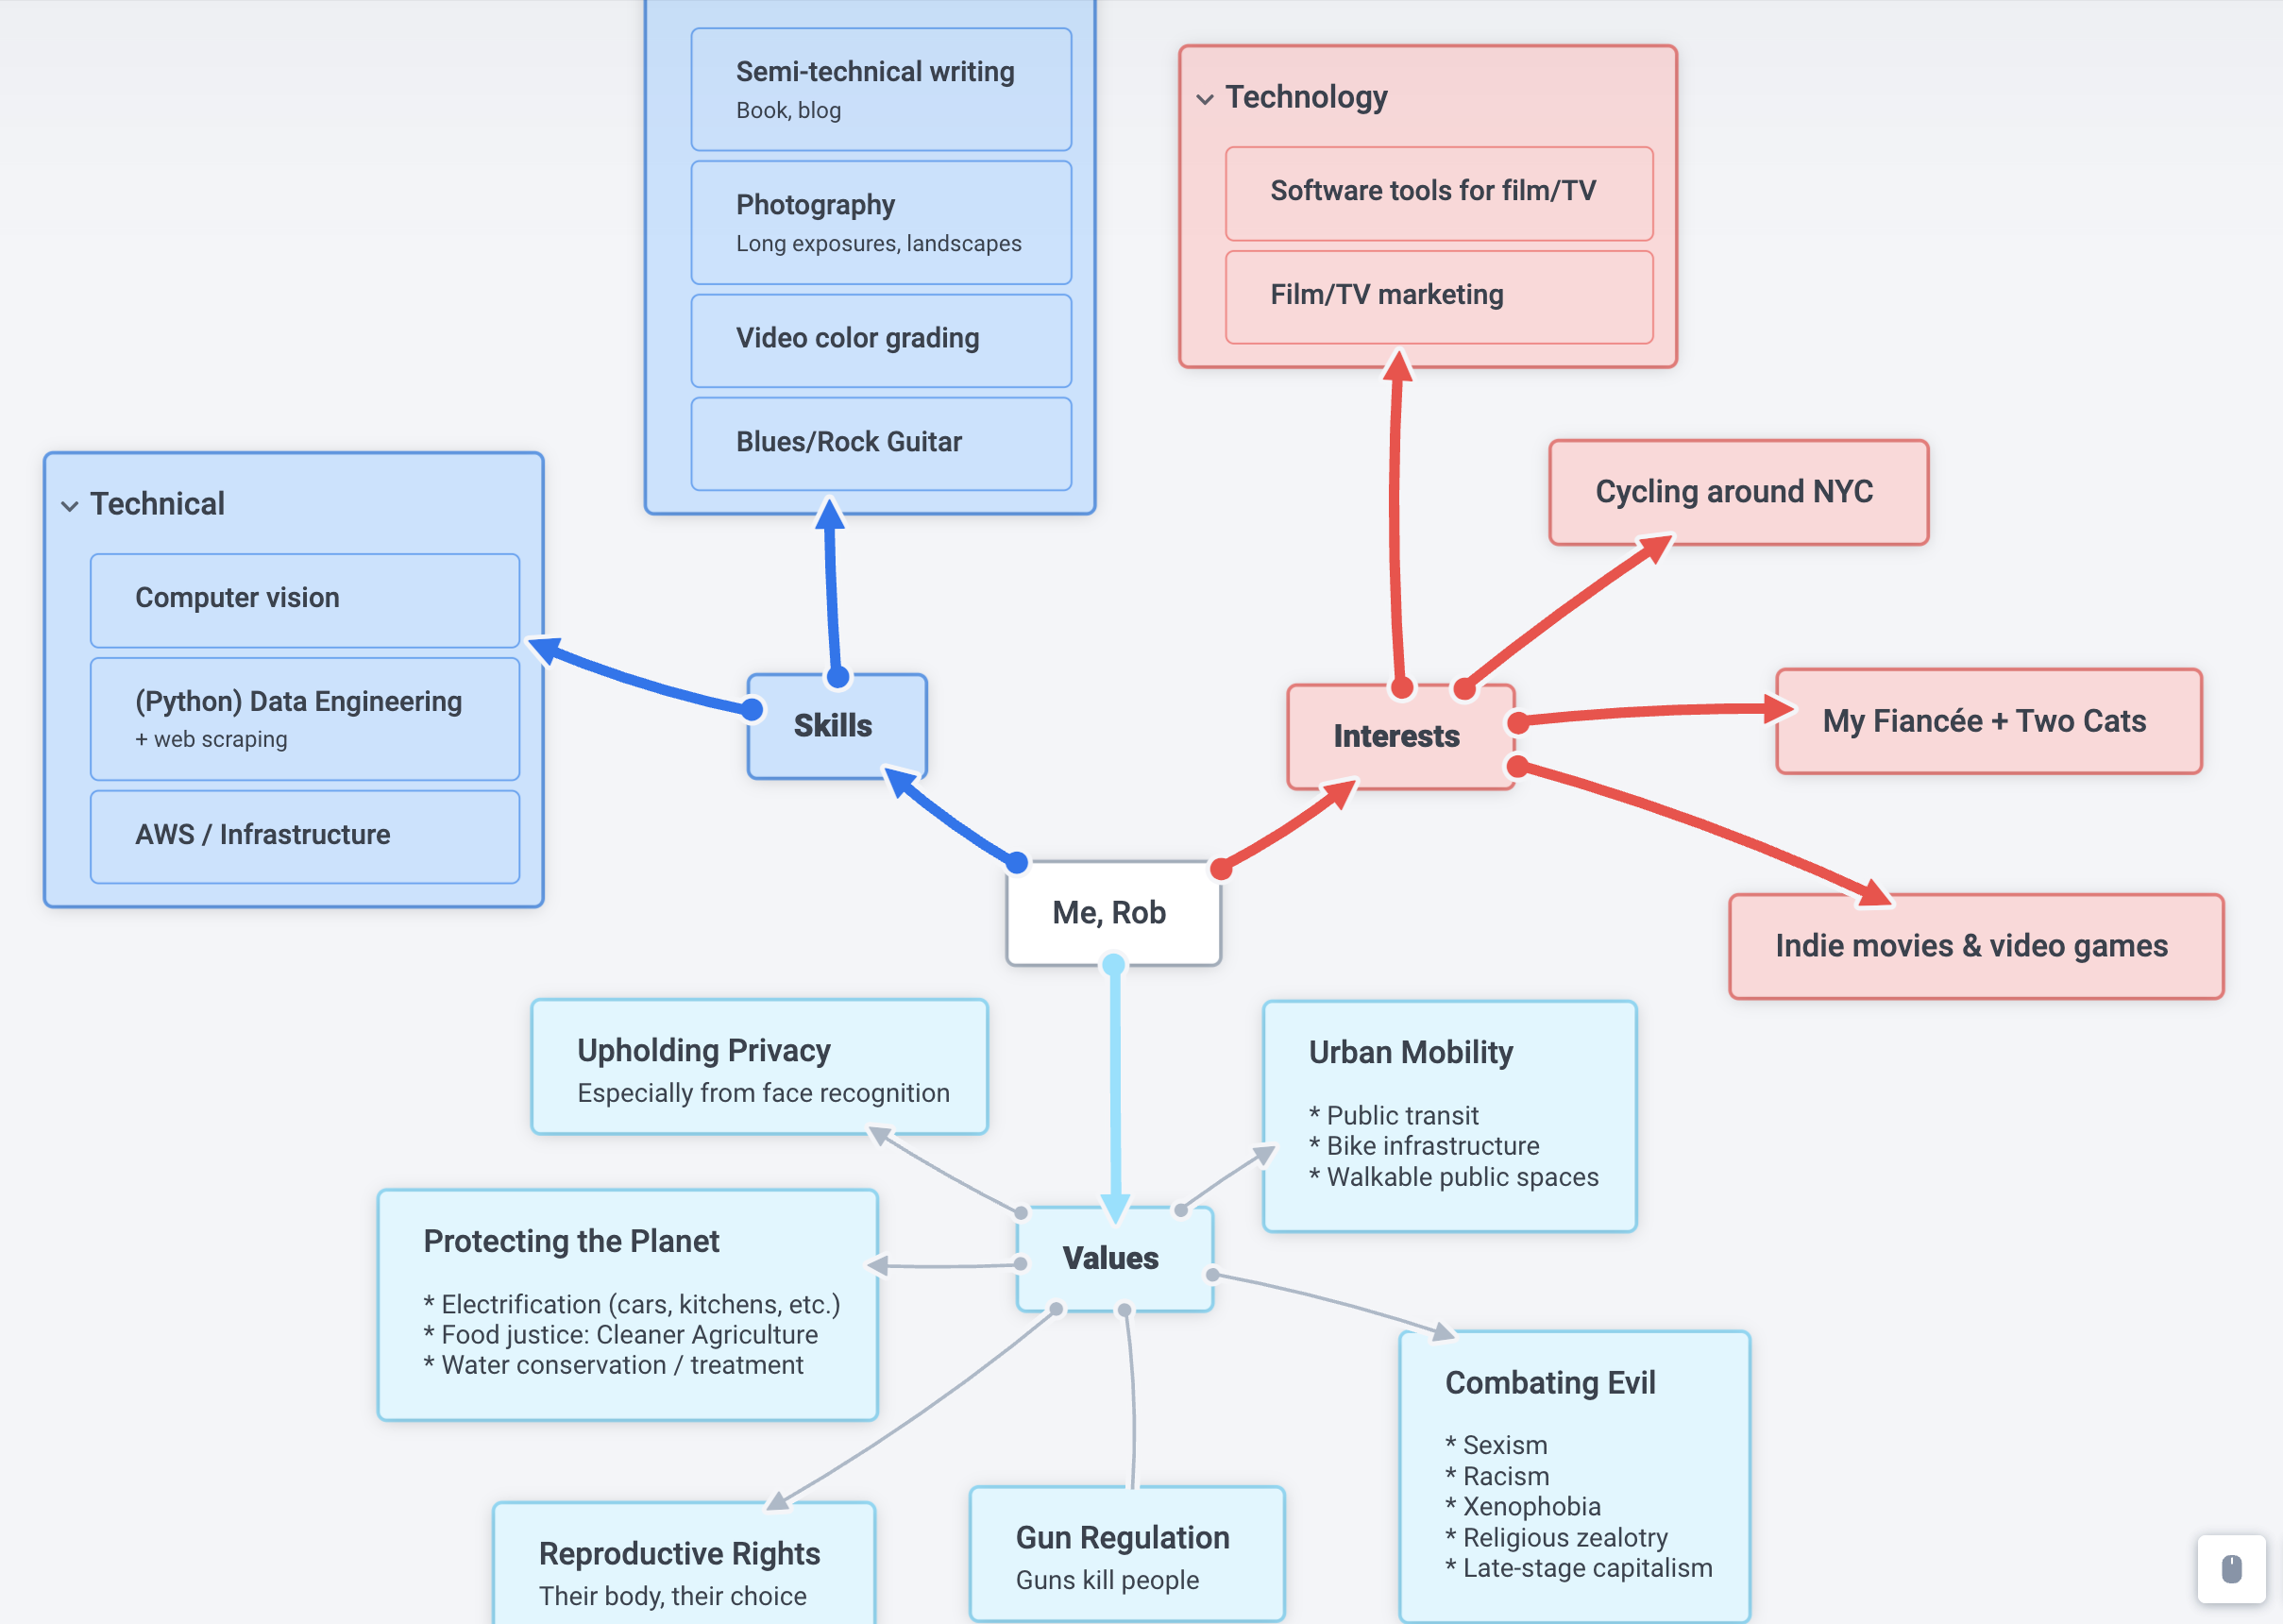 Semi-technical writing
Book, blog
Photography
Long exposures, landscapes
Video color grading
Blues/Rock Guitar
Technology
Software tools for film/TV
Film/TV marketing
Technical
Computer vision
(Python) Data Engineering
+ web scraping
AWS / Infrastructure
Skills
Interests
Cycling around NYC
My Fiancée + Two Cats
Indie movies & video games
Me, Rob
Upholding Privacy
Especially from face recognition
Urban Mobility
* Public transit
* Bike infrastructure
* Walkable public spaces
Protecting the Planet
* Electrification (cars, kitchens, etc.)
* Food justice: Cleaner Agriculture
* Water conservation / treatment
Values
Combating Evil
* Sexism
* Racism
* Xenophobia
* Religious zealotry
* Late-stage capitalism
Reproductive Rights
Their body, their choice
Gun Regulation
Guns kill people